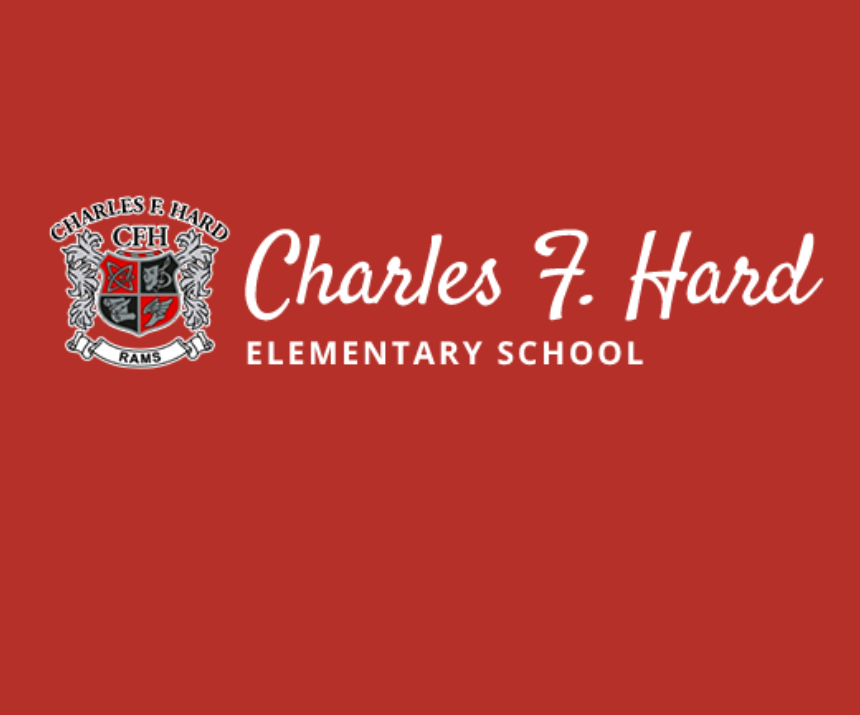 CHARLES F. HARD
CFH
RAMS
Charles F. Hard
ELEMENTARY SCHOOL